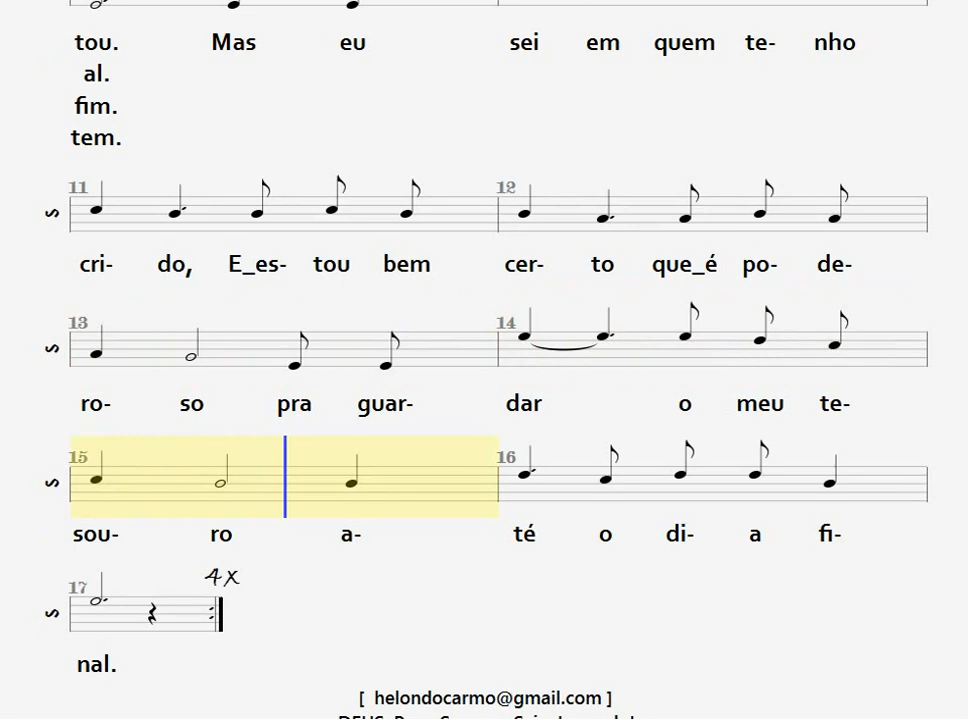 tou. Mas eu sei em quem te- nho
al.
fim.
tem.
11 12
S
cri- do, E_es- tou bem cer- to que_é po- de-
13 14
S
ro- so pra guar- dar o meu te-
15 16
S
sou- ro a- té o di- a fi-
4x
17
S
nal.
[ helondocarmo@gmail.com ]